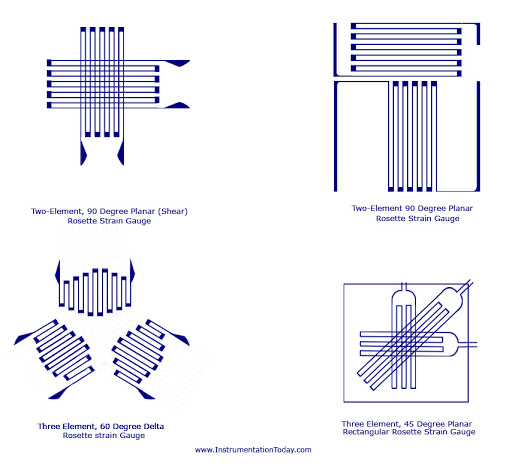 Two-Element, 90 Degree Planar (Shear)
Rosette Strain Gauge
Two-Element 90 Degree Planar
Rosette Strain Gauge
Three Element, 60 Degree Delta
Rosette strain Gauge
Three Element, 45 Degree Planar
Rectangular Rosette Strain Gauge
www.InstrumentationToday.com